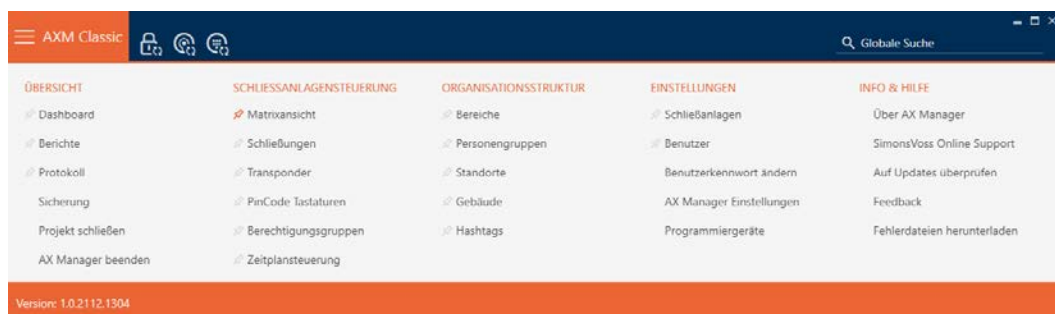 AXM Classic
Globale Suche
ÜBERSICHT
Dashboard
Berichte
Protokoll
Sicherung
Projekt schließen
AX Manager beenden
SCHLIESSANLAGENSTEUERUNG
Matrixansicht
Schließungen
Transponder
PinCode Tastaturen
Berechtigungsgruppen
Zeitplansteuerung
ORGANISATIONSSTRUKTUR
Bereiche
Personengruppen
Standorte
Gebäude
Hashtags
EINSTELLUNGEN
Schließanlagen
Benutzer
Benutzerkennwort ändern
AX Manager Einstellungen
Programmiergeräte
INFO & HILFE
Über AX Manager
SimonsVoss Online Support
Auf Updates überprüfen
Feedback
Fehlerdateien herunterladen
Version: 1.0.2112.1304